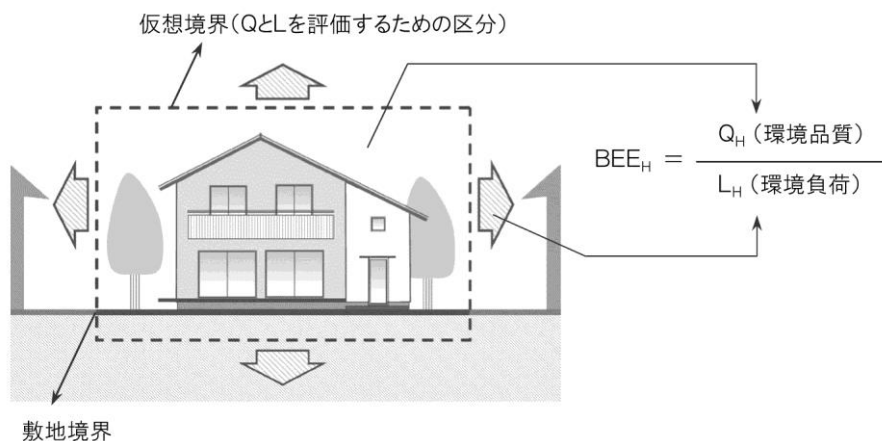 仮想境界（QとLを評価するための区分）
BEE_H = Q_H（環境品質） / L_H（環境負荷）
敷地境界